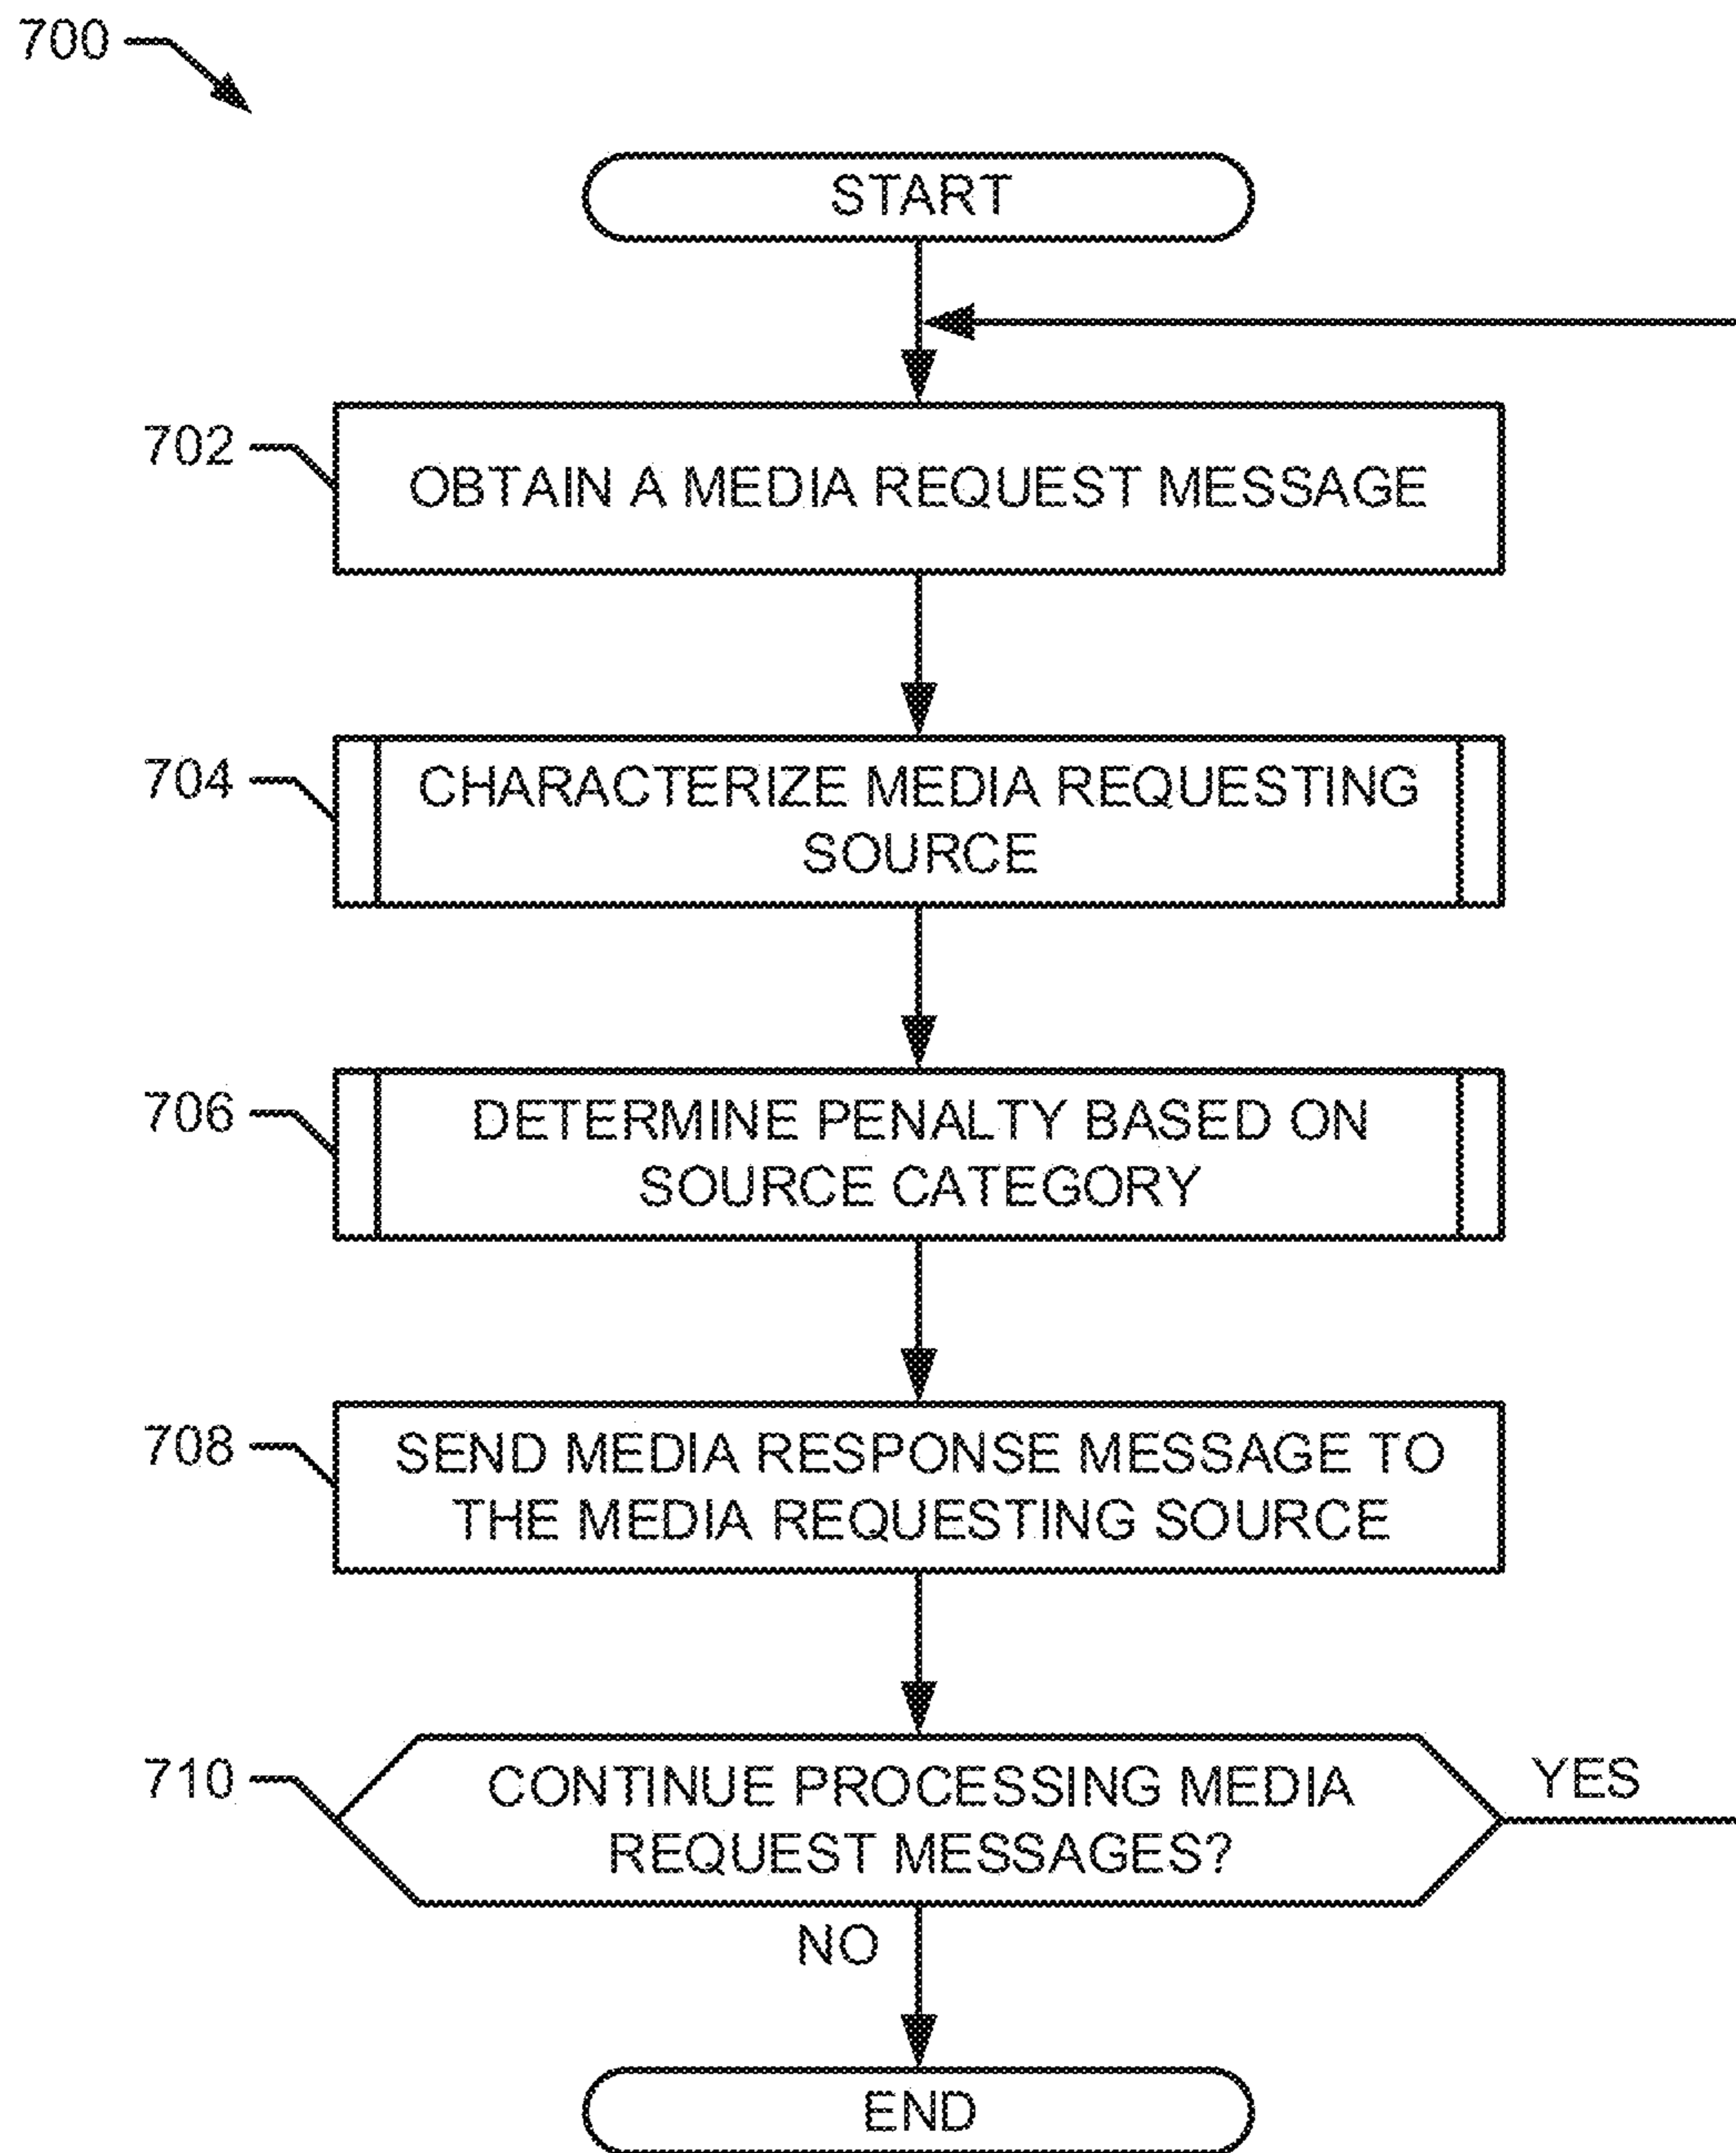 700
START
702
OBTAIN A MEDIA REQUEST MESSAGE
704
CHARACTERIZE MEDIA REQUESTING
SOURCE
706
DETERMINE PENALTY BASED ON
SOURCE CATEGORY
708
SEND MEDIA RESPONSE MESSAGE TO
THE MEDIA REQUESTING SOURCE
710
CONTINUE PROCESSING MEDIA
REQUEST MESSAGES?
YES
NO
END